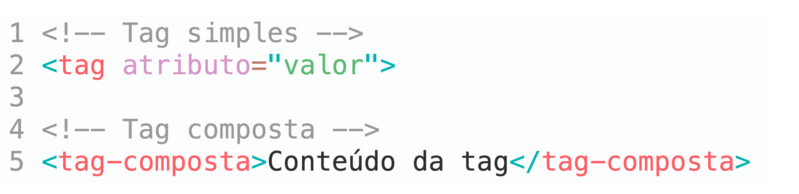 1 <!-- Tag simples -->
2 <tag atributo="valor">
3
4 <!-- Tag composta -->
5 <tag-composta>Conteúdo da tag</tag-composta>